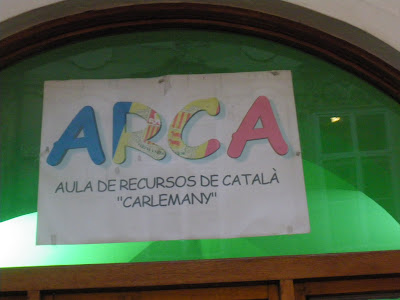 ARCA
AULA DE RECURSOS DE CATALÀ
"CARLEMANY"